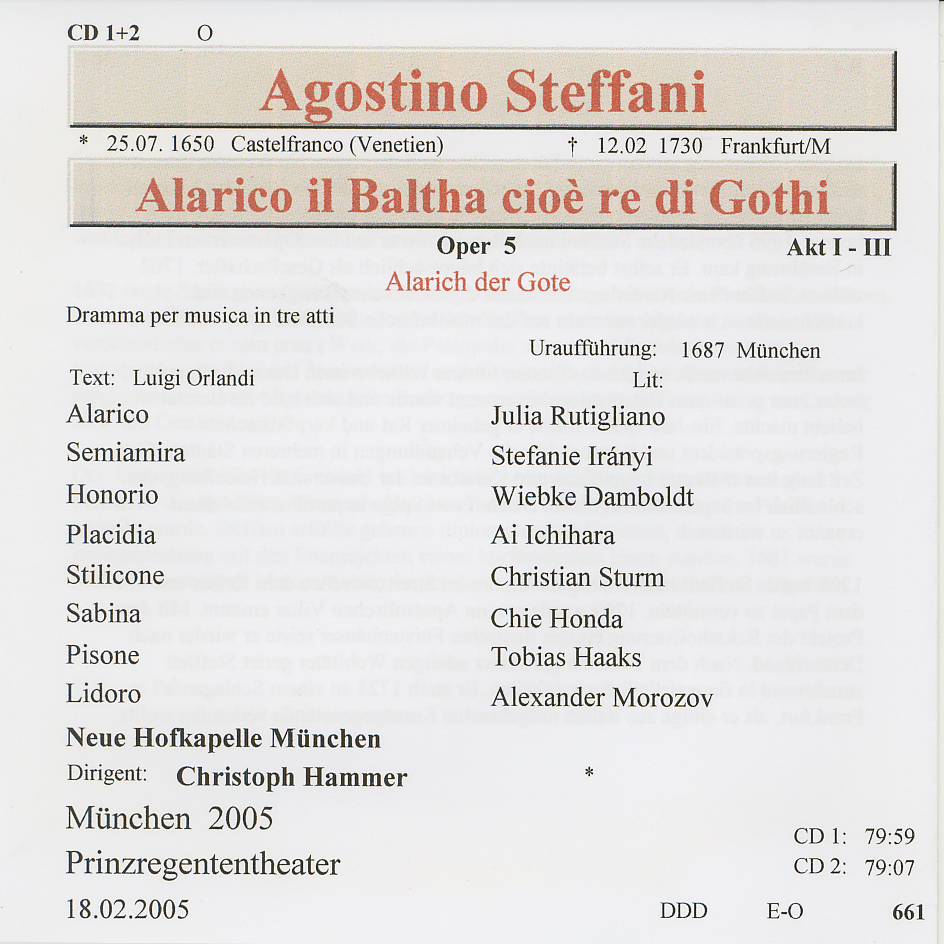 CD 1+2 O
Agostino Steffani
* 25.07. 1650 Castelfranco (Venetien) † 12.02 1730 Frankfurt/M
Alarico il Baltha cioè re di Gothi
Oper 5 Akt I - III
Alarich der Gote
Dramma per musica in tre atti
Uraufführung: 1687 München
Text: Luigi Orlandi Lit:
Alarico Julia Rutigliano
Semiamira Stefanie Irányi
Honorio Wiebke Damboldt
Placidia Ai Ichihara
Stilicone Christian Sturm
Sabina Chie Honda
Pisone Tobias Haaks
Lidoro Alexander Morozov
Neue Hofkapelle München
Dirigent: Christoph Hammer *
München 2005
CD 1: 79:59
Prinzregententheater
CD 2: 79:07
18.02.2005 DDD E-O 661